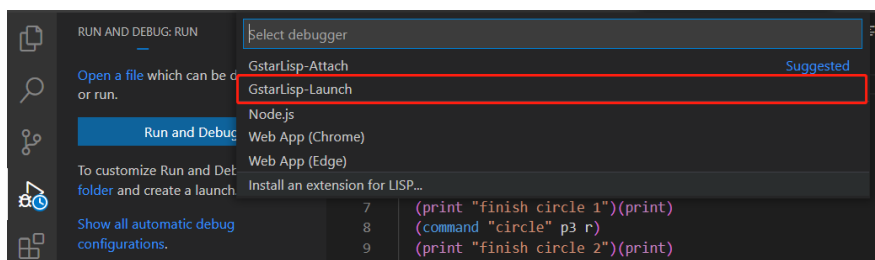 RUN AND DEBUG: RUN
Open a file which can be d
or run.
Run and Debug
To customize Run and Deb
folder and create a launch.
Show all automatic debug
configurations.
Select debugger
GstarLisp-Attach Suggested
GstarLisp-Launch
Node.js
Web App (Chrome)
Web App (Edge)
Install an extension for LISP...
7 (print "finish circle 1")(print)
8 (command "circle" p3 r)
9 (print "finish circle 2")(print)